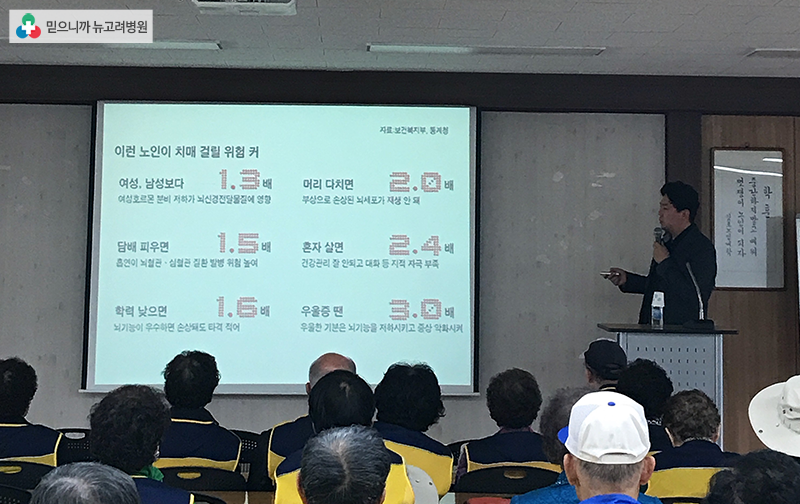 믿으니까 뉴고려병원
자료:보건복지부, 통계청
이런 노인이 치매 걸릴 위험 커
여성, 남성보다 1.3배
여성호르몬 분비 저하가 뇌신경전달물질에 영향
머리 다치면 2.0배
부상으로 손상된 뇌세포가 재생 안 돼
담배 피우면 1.5배
흡연이 뇌혈관·심혈관 질환 발병 위험 높여
혼자 살면 2.4배
건강관리 잘 안되고 대화 등 지적 자극 부족
학력 낮으면 1.6배
뇌기능이 우수하면 손상돼도 타격 적어
우울증 땐 3.0배
우울한 기분은 뇌기능을 저하시키고 증상 악화시켜
학훈